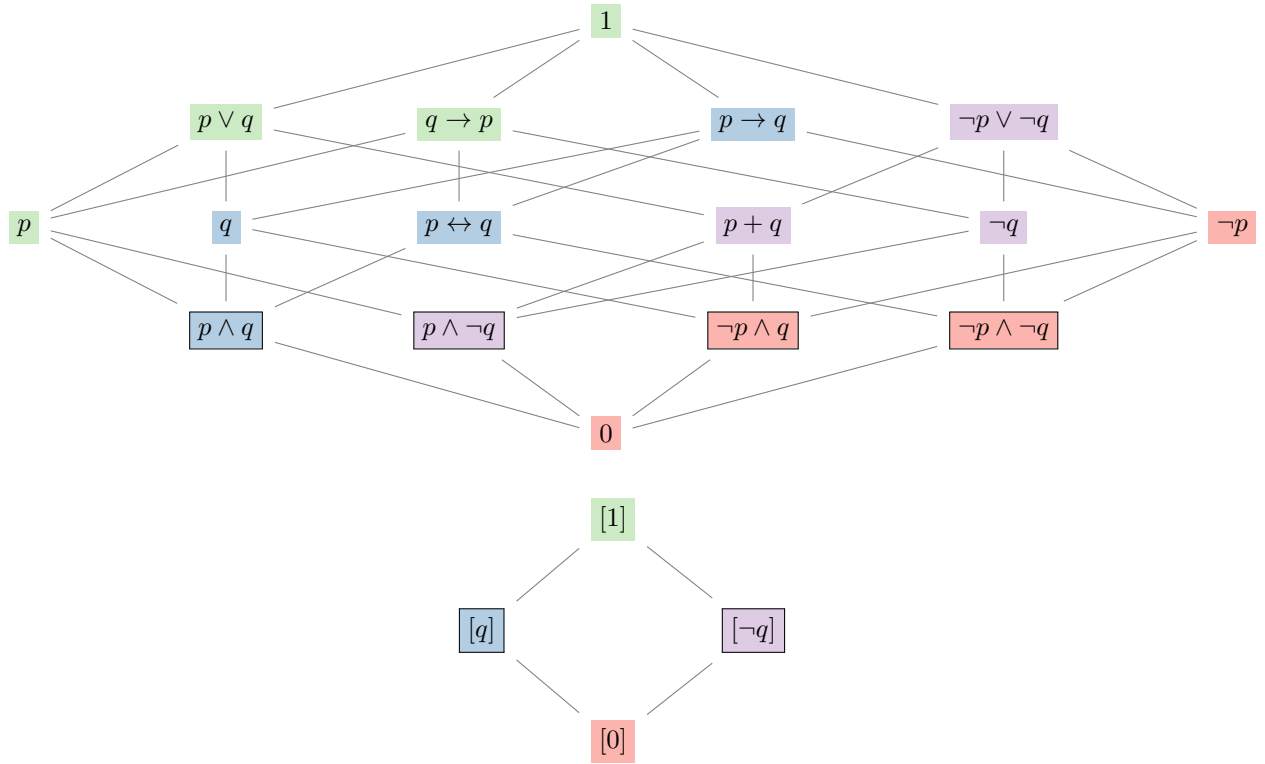 1
p ∨ q q → p p → q ¬p ∨ ¬q
p q p ↔ q p + q ¬q ¬p
p ∧ q p ∧ ¬q ¬p ∧ q ¬p ∧ ¬q
0
[1]
[q] [¬q]
[0]